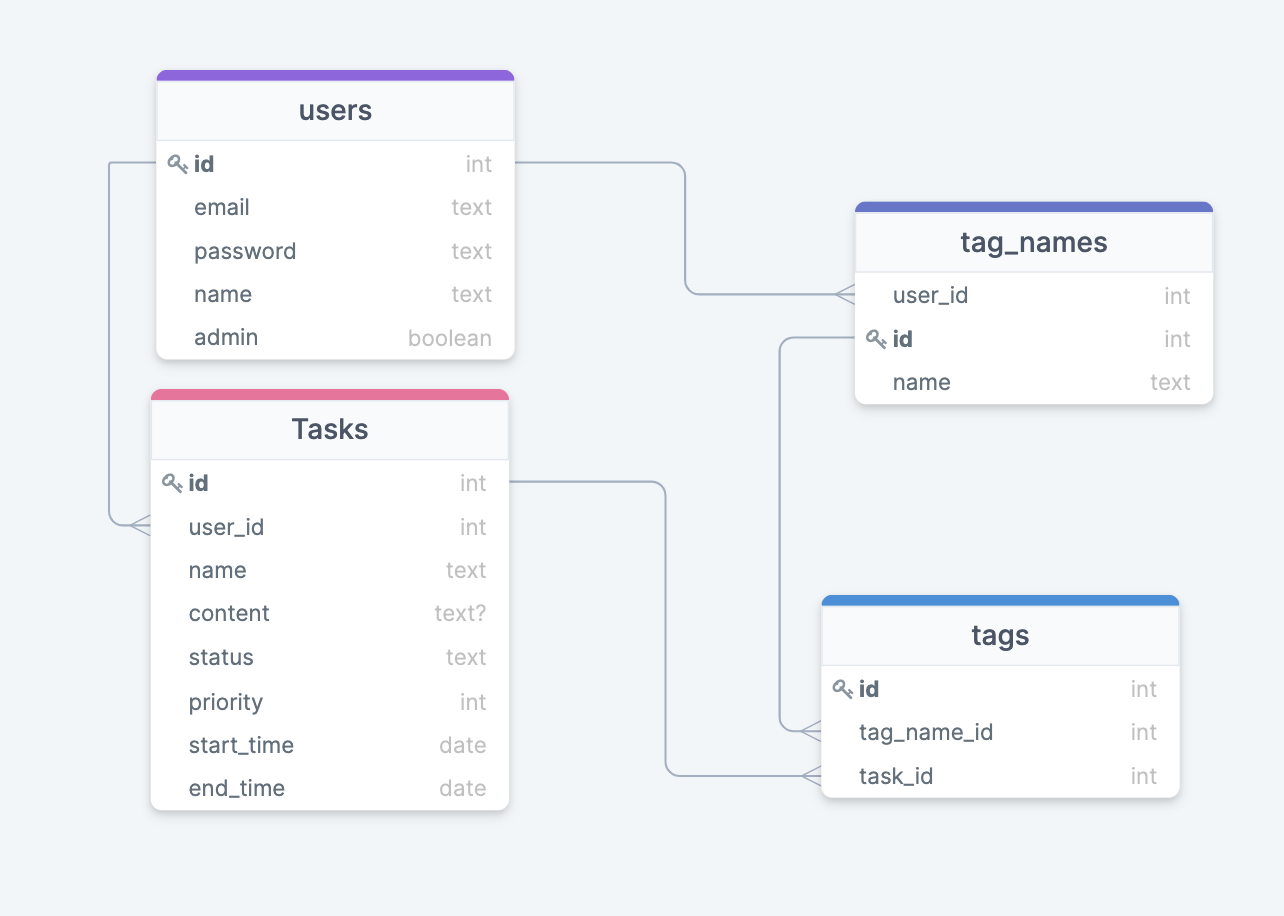 users
id int
email text
password text
name text
admin boolean
Tasks
id int
user_id int
name text
content text?
status text
priority int
start_time date
end_time date
tag_names
user_id int
id int
name text
tags
id int
tag_name_id int
task_id int